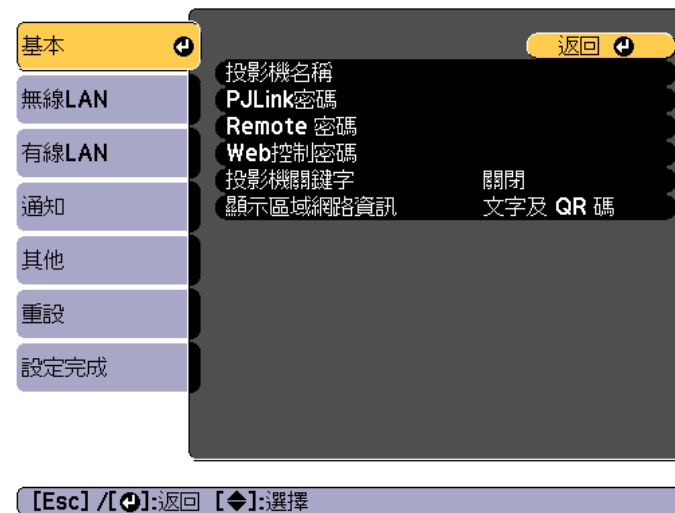 基本
返回
投影機名稱
PJLink密碼
無線LAN
Remote 密碼
Web控制密碼
有線LAN
投影機關鍵字 關閉
顯示區域網路資訊 文字及 QR 碼
通知
其他
重設
設定完成
[Esc] /[ ]:返回 [ ]:選擇